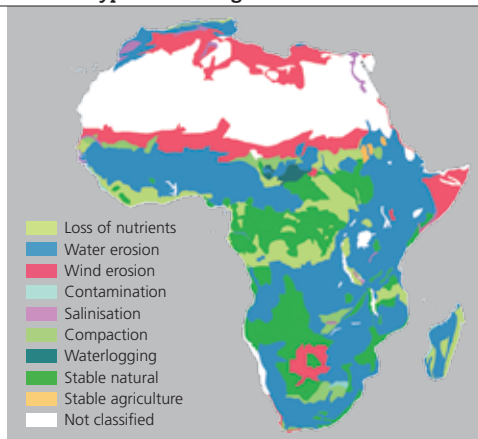 Loss of nutrients
Water erosion
Wind erosion
Contamination
Salinisation
Compaction
Waterlogging
Stable natural
Stable agriculture
Not classified